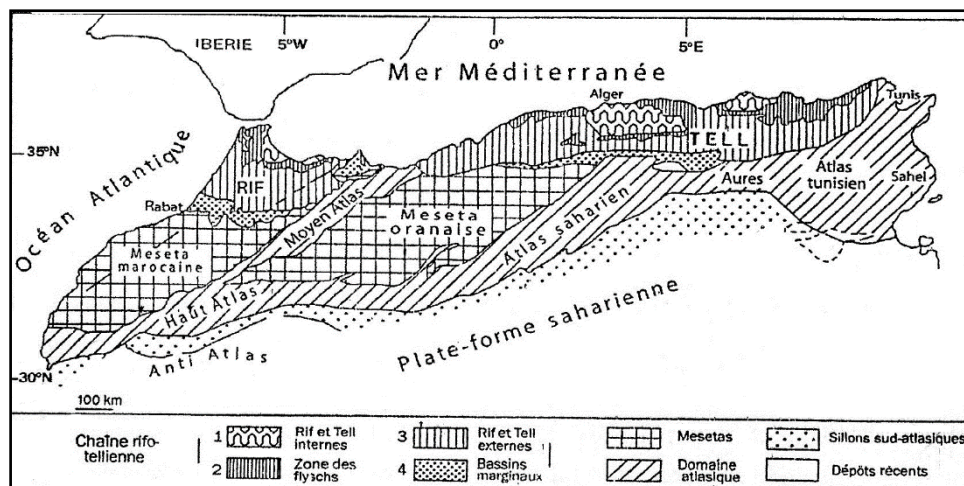 IBERIE
5°W
0°
5°E
Mer Méditerranée
Alger
Tunis
35°N
Océan Atlantique
RIF
TELL
Rabat
Moyen Atlas
Meseta
oranaise
Aures
Atlas
tunisien
Sahel
Meseta
marocaine
Atlas saharien
Haut Atlas
Anti Atlas
Plate-forme saharienne
30°N
100 km
Chaîne rifo-
tellienne
1 Rif et Tell
internes
2 Zone des
flyschs
3 Rif et Tell
externes
4 Bassins
marginaux
Mesetas
Domaine
atlasique
Sillons sud-atlasiques
Dépôts récents